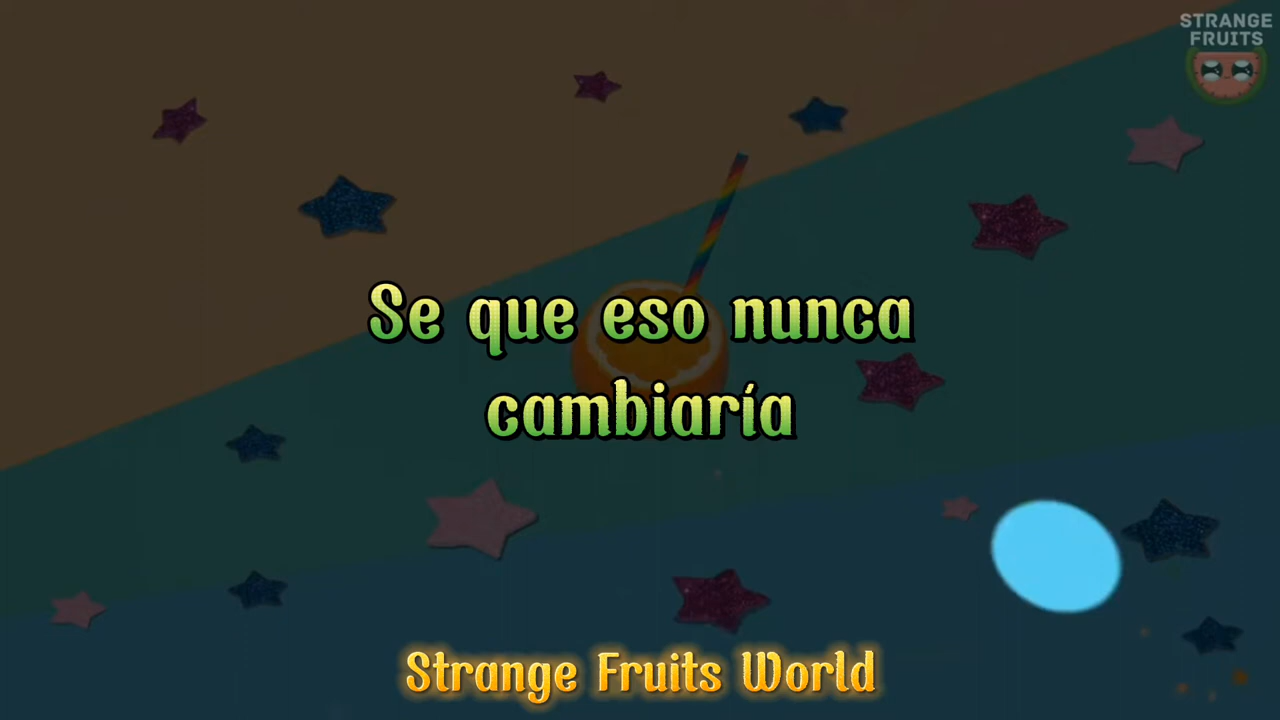 STRANGE
FRUITS
Se que eso nunca
cambiaría
Strange Fruits World